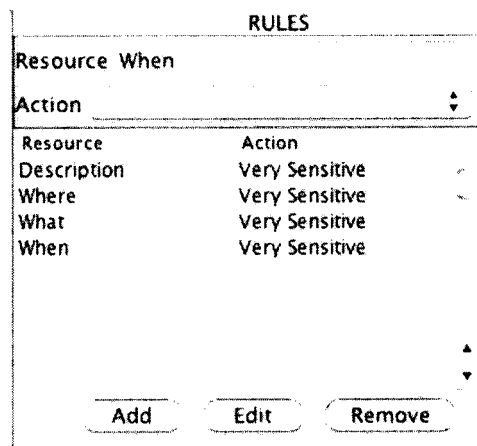 RULES
Resource When
Action
Resource Action
Description Very Sensitive
Where Very Sensitive
What Very Sensitive
When Very Sensitive
Add Edit Remove